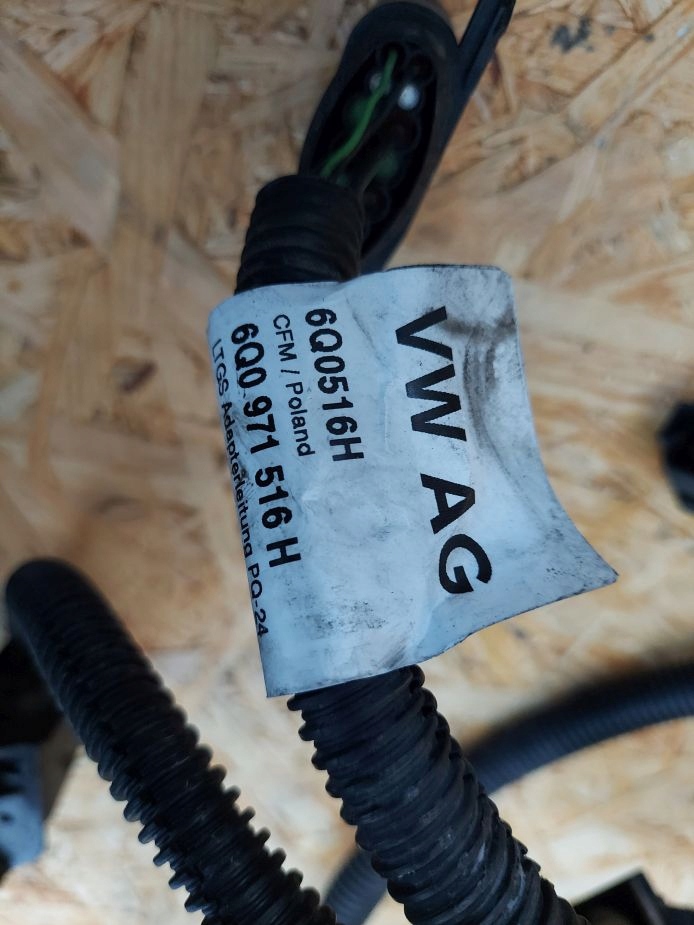 VW AG
6Q0516H
CFM / Poland
6Q0 971 516 H
LTGS Adapterleitung PQ-24